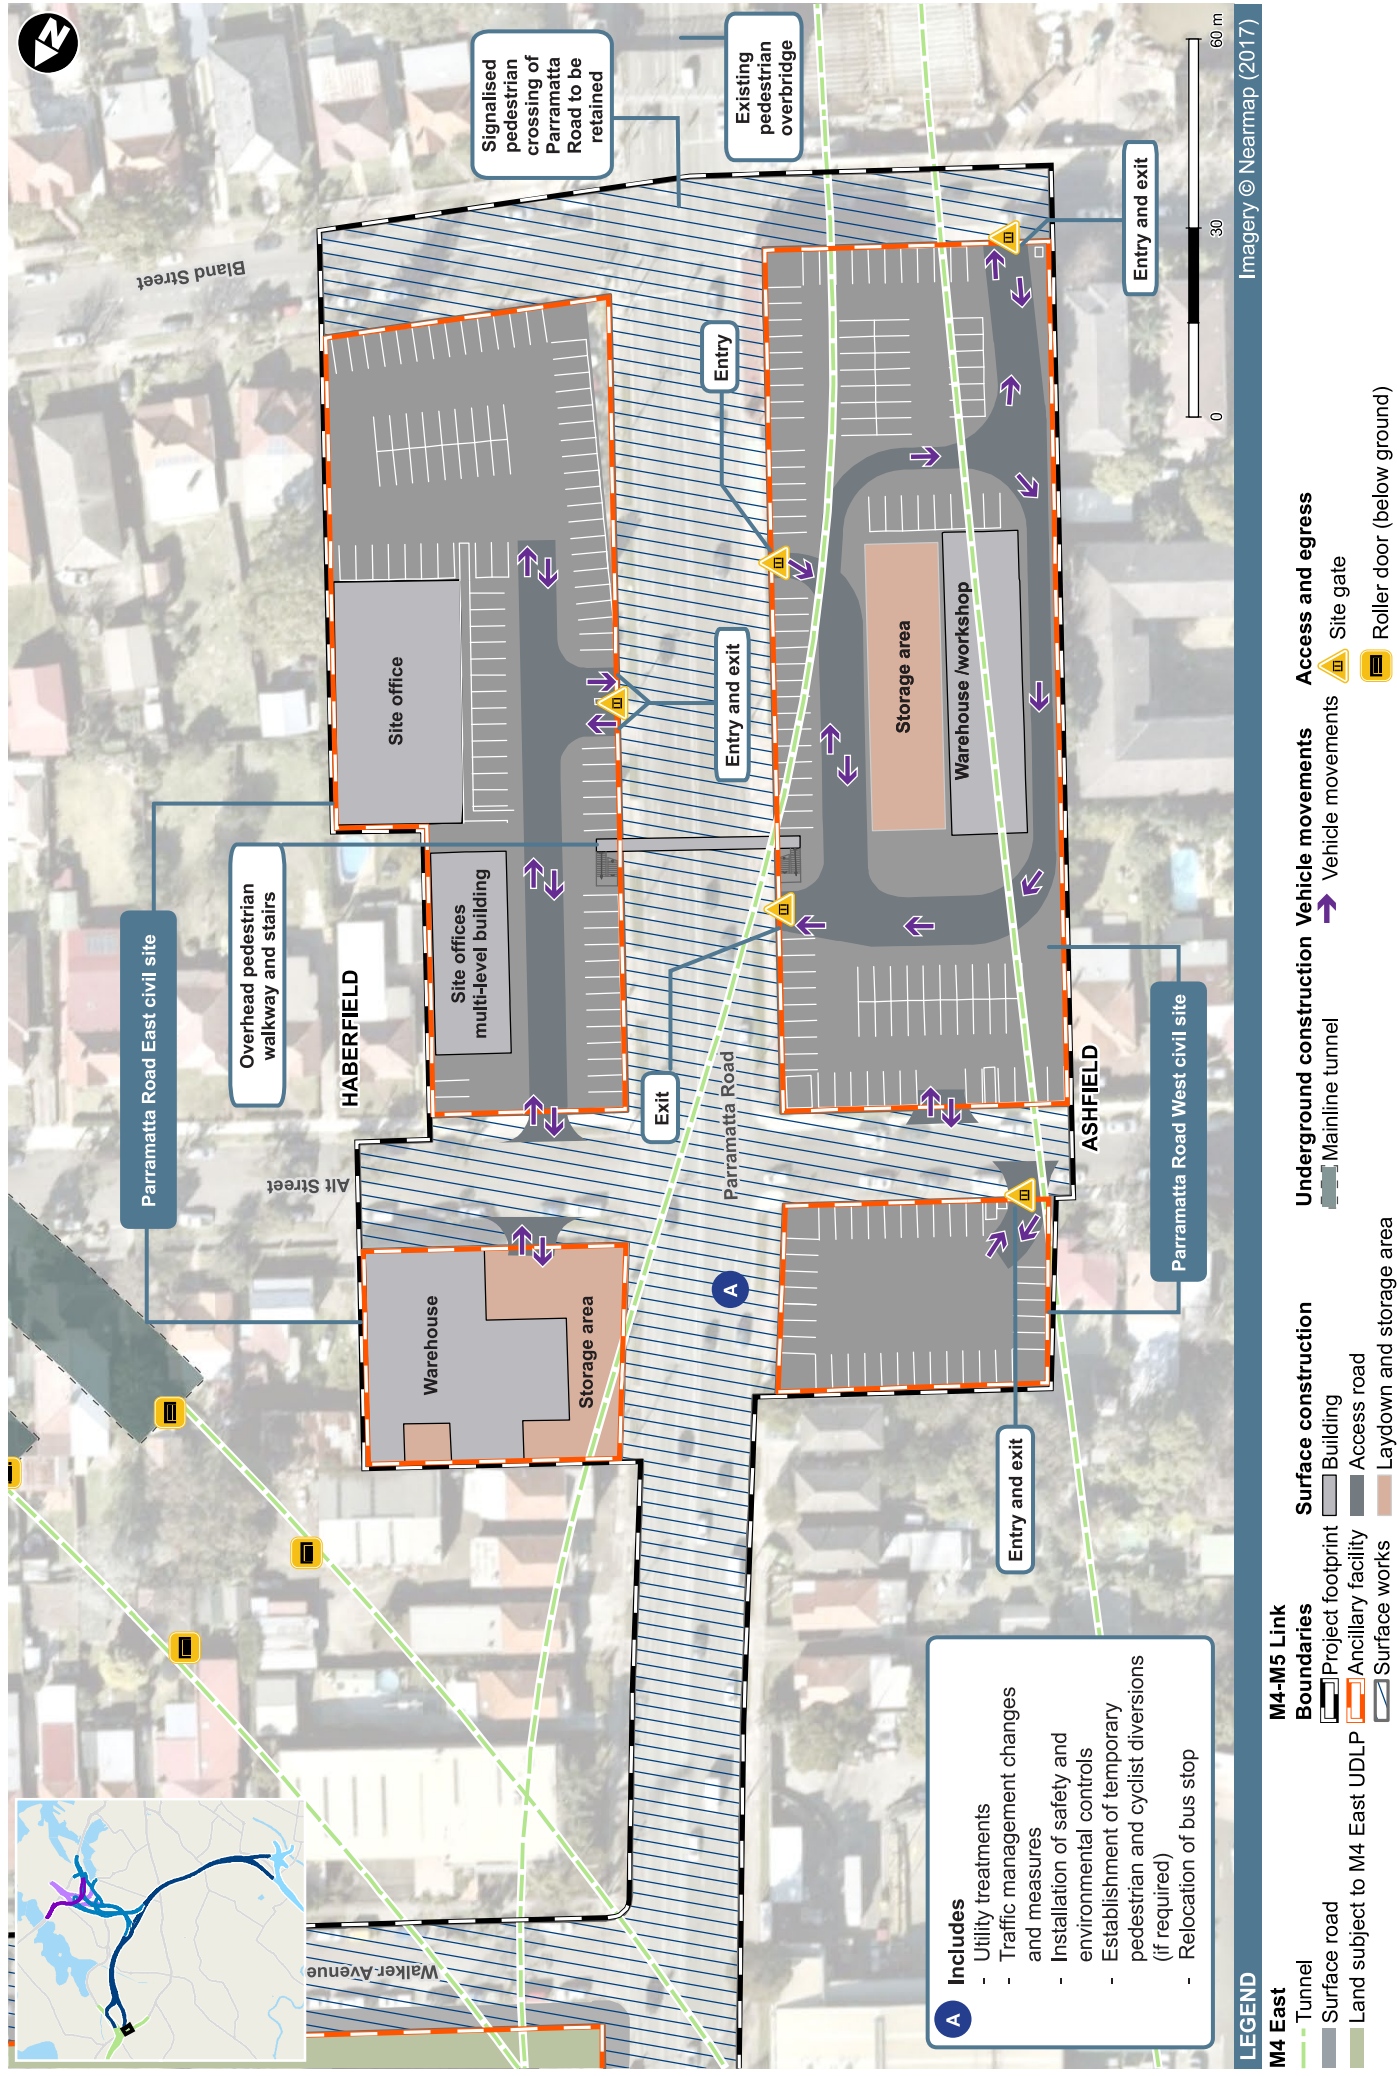 N
Signalised
pedestrian
crossing of
Parramatta
Road to be
retained
Existing
pedestrian
overbridge
Bland Street
Entry and exit
Entry
Site office
Entry and exit
Storage area
Warehouse /workshop
Parramatta Road East civil site
Overhead pedestrian
walkway and stairs
HABERFIELD
Site offices
multi-level building
Exit
Parramatta Road
ASHFIELD
Parramatta Road West civil site
Alt Street
Warehouse
Storage area
A
Entry and exit
Walker Avenue
A
Includes
- Utility treatments
- Traffic management changes
and measures
- Installation of safety and
environmental controls
- Establishment of temporary
pedestrian and cyclist diversions
(if required)
- Relocation of bus stop
0
30
60 m
LEGEND
Imagery © Nearmap (2017)
M4 East
Tunnel
Surface road
Land subject to M4 East UDLP
M4-M5 Link
Boundaries
Project footprint
Ancillary facility
Surface works
Surface construction
Building
Access road
Laydown and storage area
Underground construction
Mainline tunnel
Vehicle movements
Vehicle movements
Access and egress
Site gate
Roller door (below ground)